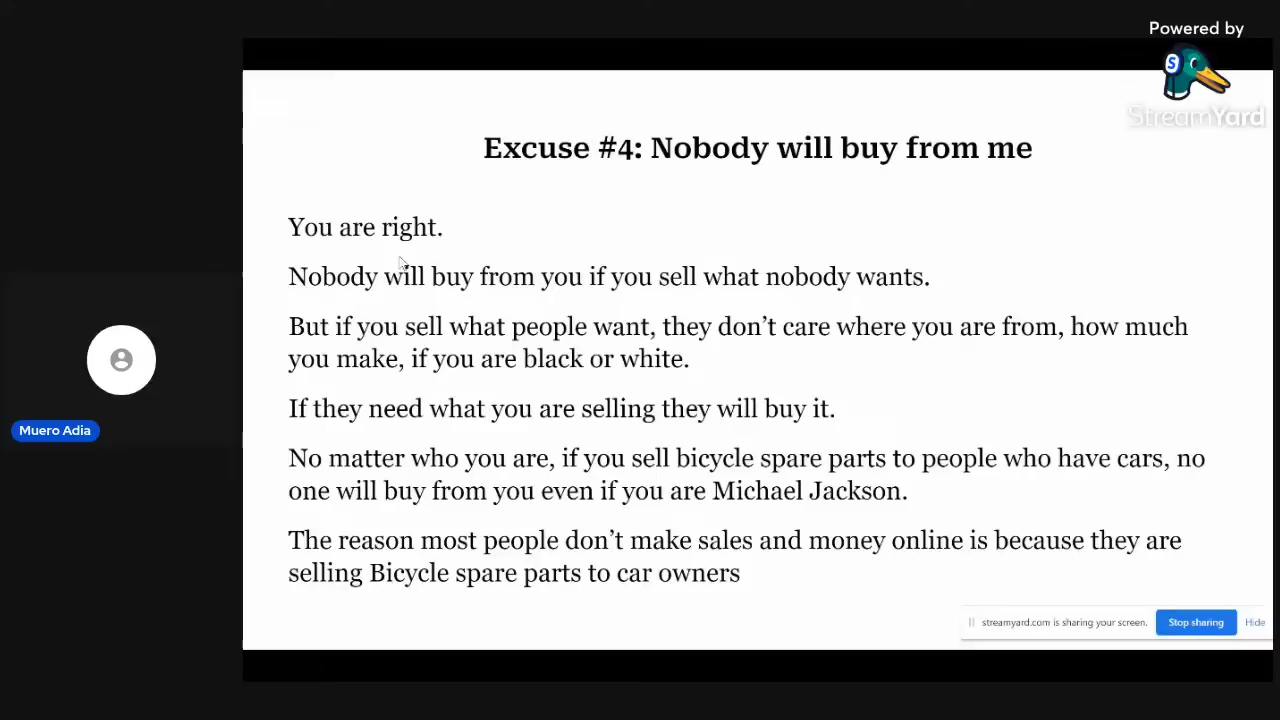 Powered by
StreamYard
Excuse #4: Nobody will buy from me
You are right.
Nobody will buy from you if you sell what nobody wants.
But if you sell what people want, they don’t care where you are from, how much
you make, if you are black or white.
If they need what you are selling they will buy it.
No matter who you are, if you sell bicycle spare parts to people who have cars, no
one will buy from you even if you are Michael Jackson.
The reason most people don’t make sales and money online is because they are
selling Bicycle spare parts to car owners
Muero Adia
streamyard.com is sharing your screen. Stop sharing Hide